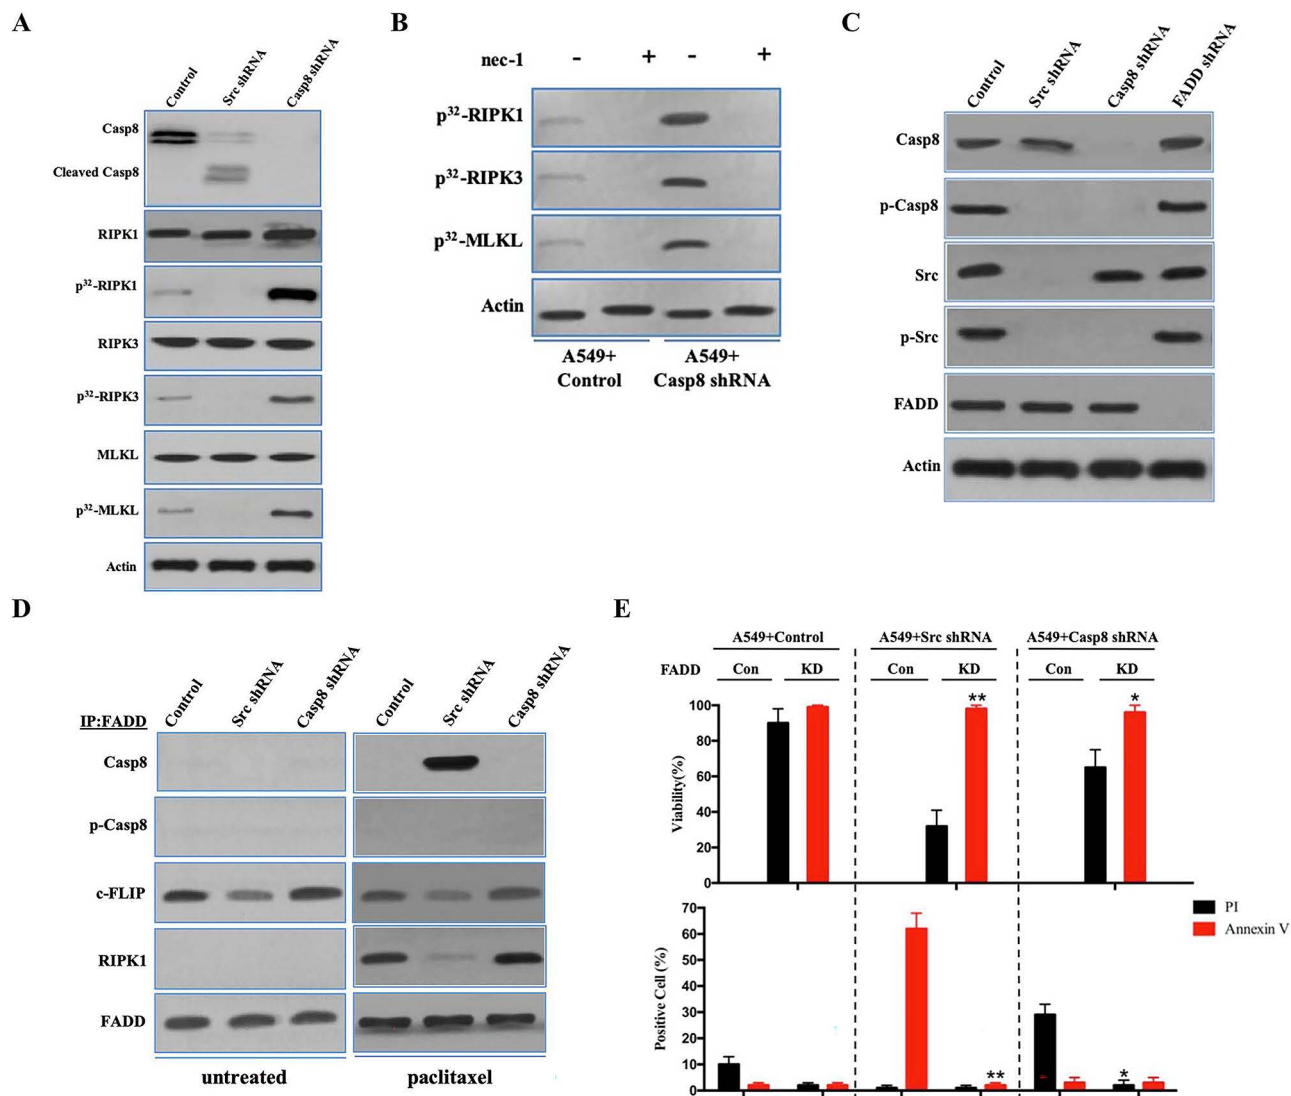 A
Control
Src shRNA
Casp8 shRNA
Casp8
Cleaved Casp8
RIPK1
p32-RIPK1
RIPK3
p32-RIPK3
MLKL
p32-MLKL
Actin
B
nec-1 - + - +
p32-RIPK1
p32-RIPK3
p32-MLKL
Actin
A549+ A549+
Control Casp8 shRNA
C
Control
Src shRNA
Casp8 shRNA
FADD shRNA
Casp8
p-Casp8
Src
p-Src
FADD
Actin
D
Control
Src shRNA
Casp8 shRNA
Control
Src shRNA
Casp8 shRNA
IP:FADD
Casp8
p-Casp8
c-FLIP
RIPK1
FADD
untreated paclitaxel
E
A549+Control A549+Src shRNA A549+Casp8 shRNA
FADD Con KD Con KD Con KD
Viability(%)
100
80
60
40
20
0
** *
Positive Cell (%)
70
60
50
40
30
20
10
0
** *
PI
Annexin V